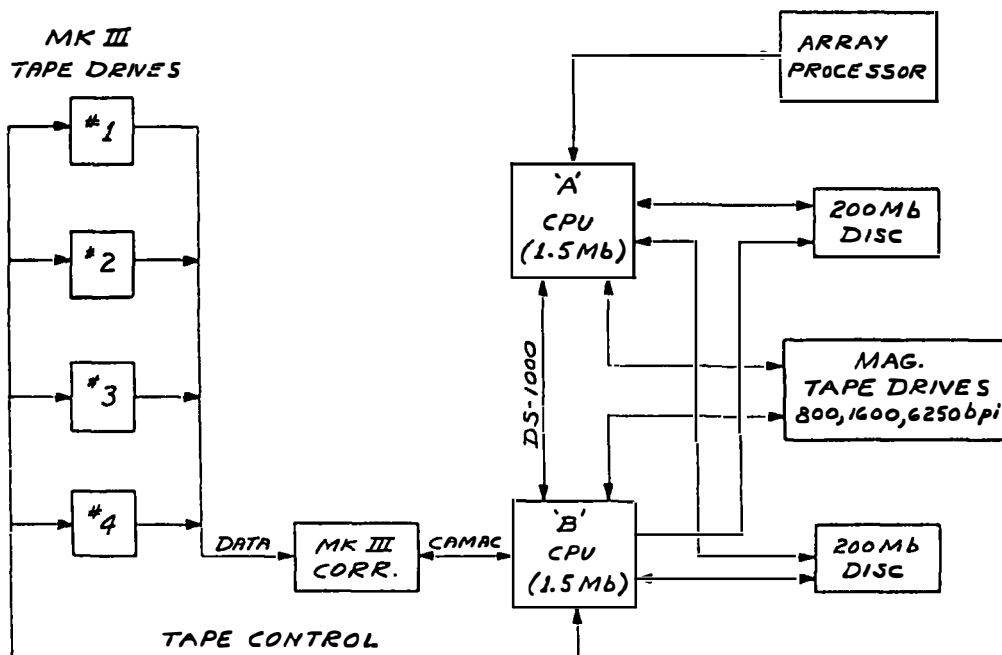 MK III
TAPE DRIVES
#1
#2
#3
#4
DATA
MK III
CORR.
CAMAC
TAPE CONTROL
ARRAY
PROCESSOR
'A'
CPU
(1.5Mb)
DS-1000
'B'
CPU
(1.5Mb)
200Mb
DISC
MAG.
TAPE DRIVES
800,1600,6250bpi
200Mb
DISC